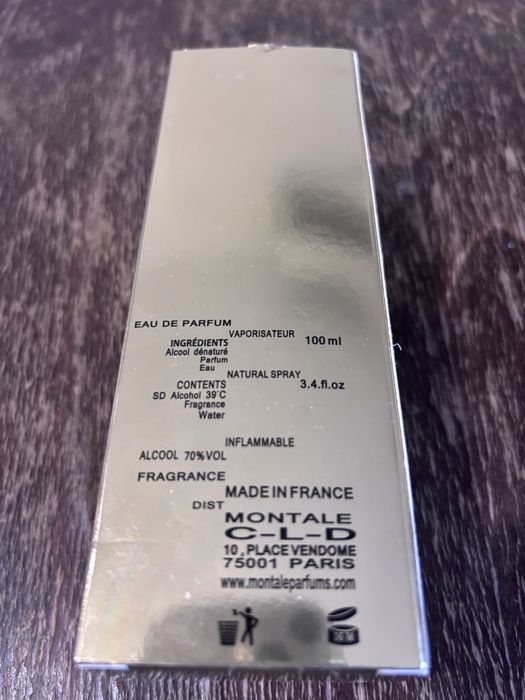 EAU DE PARFUM
VAPORISATEUR 100 ml
INGRÉDIENTS
Alcool dénaturé
Parfum
Eau
NATURAL SPRAY
CONTENTS 3.4.fl.oz
SD Alcohol 39°C
Fragrance
Water
INFLAMMABLE
ALCOOL 70%VOL
FRAGRANCE
MADE IN FRANCE
DIST
MONTALE
C-L-D
10, PLACE VENDOME
75001 PARIS
www.montaleparfums.com
36 M